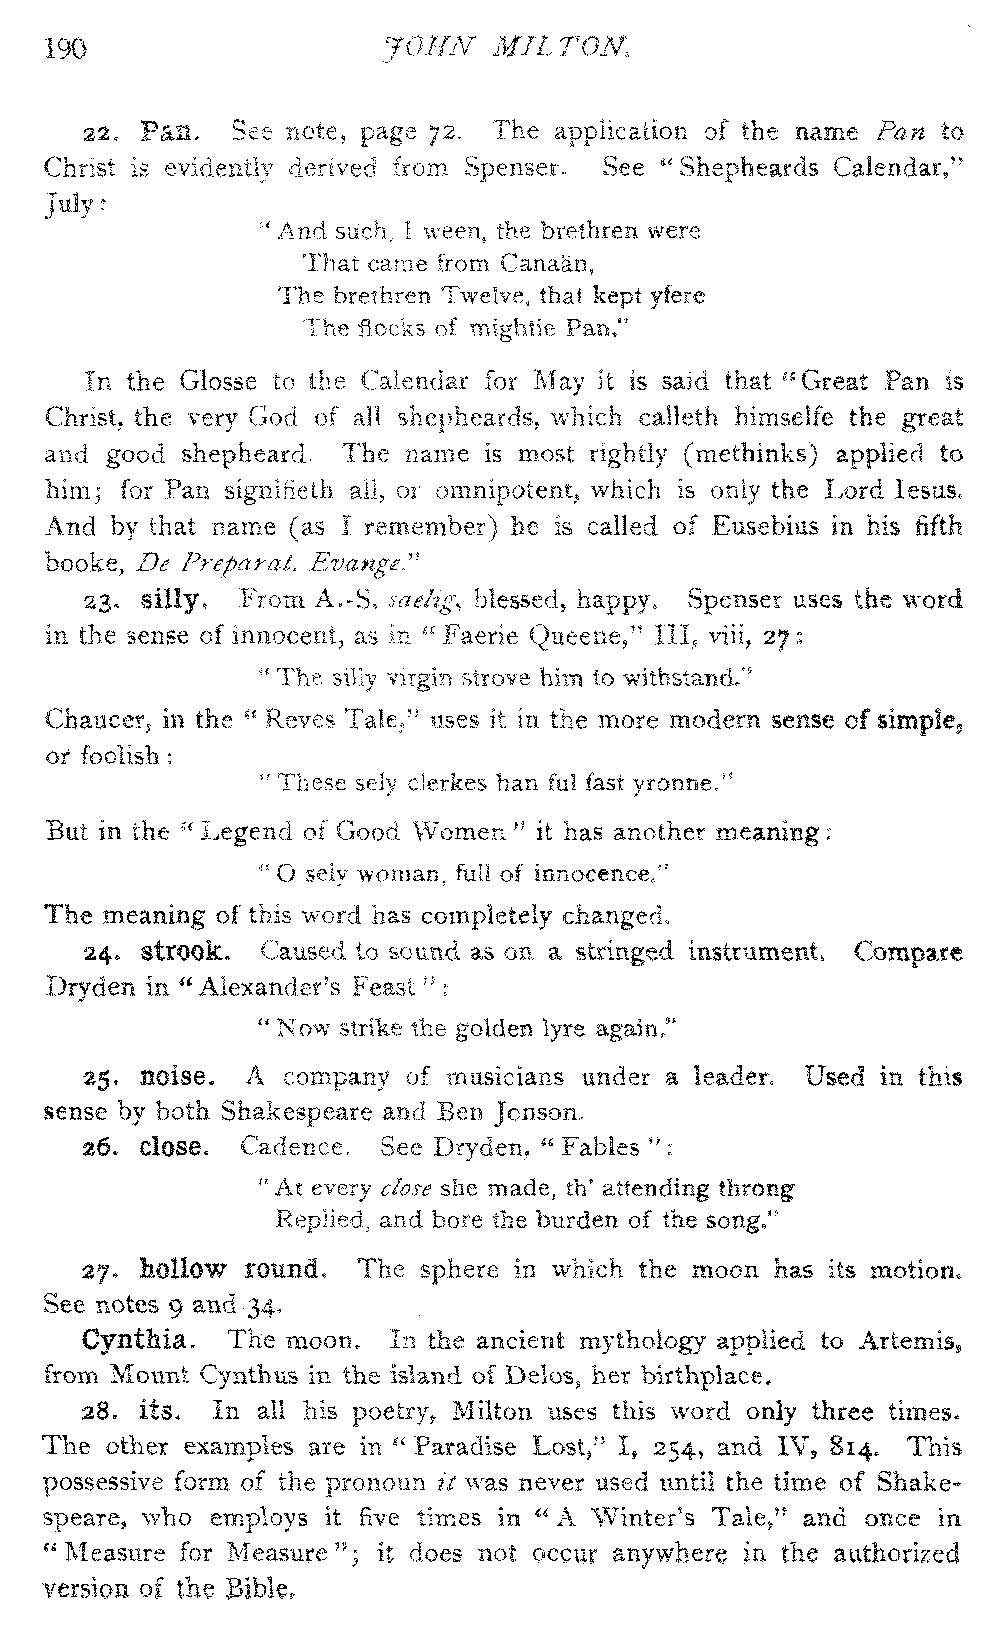 190 JOHN MILTON.
22. Pan. See note, page 72. The application of the name Pan to
Christ is evidently derived from Spenser. See “Shepheards Calendar,”
July:
“And such, I ween, the brethren were
That came from Canaän,
The brethren Twelve, that kept yfere
The flocks of mightie Pan.”
In the Glosse to the Calendar for May it is said that “Great Pan is
Christ, the very God of all shepheards, which calleth himselfe the great
and good shepheard. The name is most rightly (methinks) applied to
him; for Pan signifieth all, or omnipotent, which is only the Lord Iesus.
And by that name (as I remember) he is called of Eusebius in his fifth
booke, De Preparat. Evange.”
23. silly. From A.-S. saelig, blessed, happy. Spenser uses the word
in the sense of innocent, as in “Faerie Queene,” III, viii, 27:
“The silly virgin strove him to withstand.”
Chaucer, in the “Reves Tale,” uses it in the more modern sense of simple,
or foolish:
“These sely clerkes han ful fast yronne.”
But in the “Legend of Good Women” it has another meaning:
“O sely woman, full of innocence.”
The meaning of this word has completely changed.
24. strook. Caused to sound as on a stringed instrument. Compare
Dryden in “Alexander's Feast”:
“Now strike the golden lyre again.”
25. noise. A company of musicians under a leader. Used in this
sense by both Shakespeare and Ben Jonson.
26. close. Cadence. See Dryden, “Fables”:
“At every close she made, th' attending throng
Replied, and bore the burden of the song.”
27. hollow round. The sphere in which the moon has its motion.
See notes 9 and 34.
Cynthia. The moon. In the ancient mythology applied to Artemis,
from Mount Cynthus in the island of Delos, her birthplace.
28. its. In all his poetry, Milton uses this word only three times.
The other examples are in “Paradise Lost,” I, 254, and IV, 814. This
possessive form of the pronoun it was never used until the time of Shake-
speare, who employs it five times in “A Winter's Tale,” and once in
“Measure for Measure”; it does not occur anywhere in the authorized
version of the Bible.